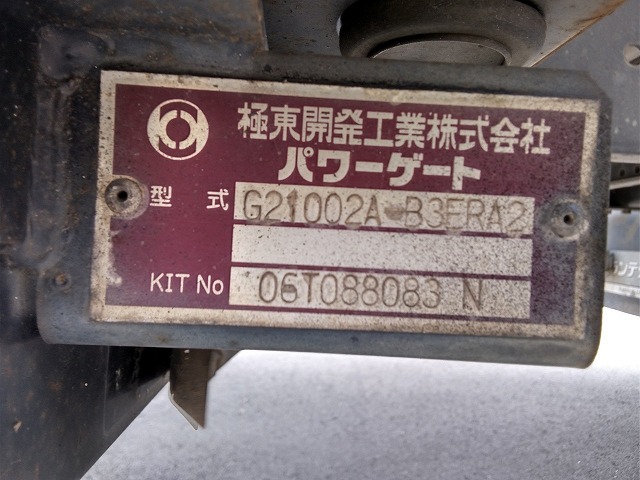 極東開発工業株式会社
パワーゲート
型式 G21002A-B3ERA2
KIT No 06T088083 N